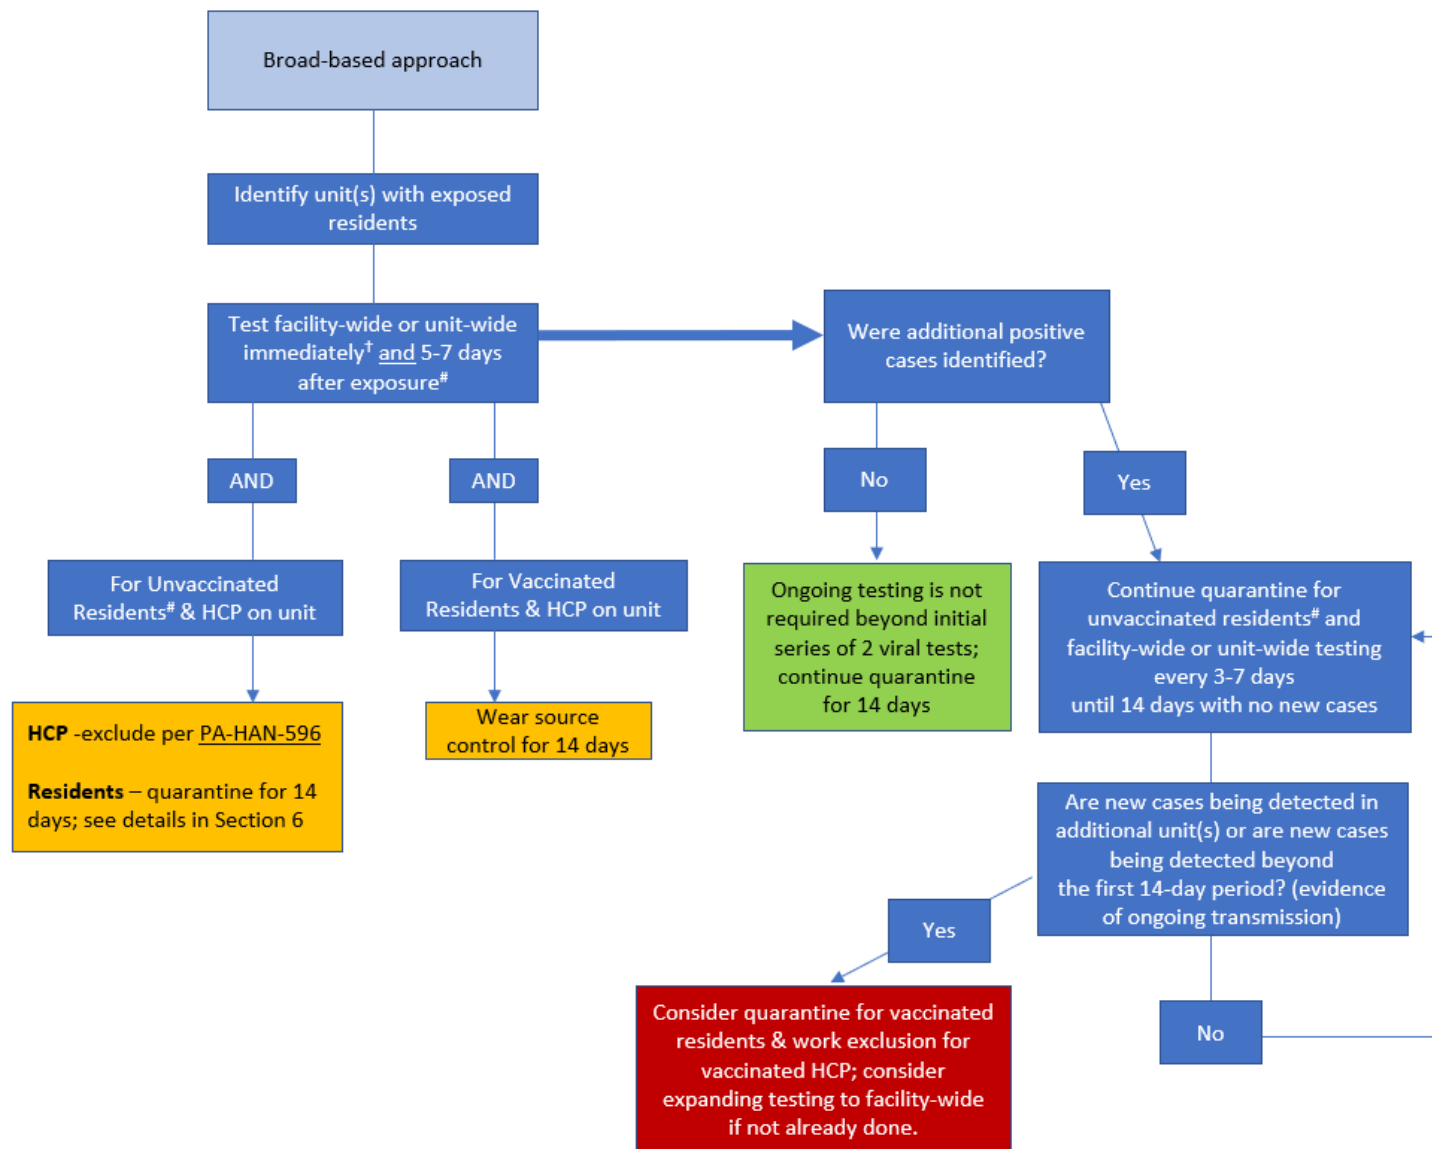 Broad-based approach
Identify unit(s) with exposed
residents
Test facility-wide or unit-wide
immediately† and 5-7 days
after exposure#
Were additional positive
cases identified?
AND
AND
No
Yes
For Unvaccinated
Residents# & HCP on unit
For Vaccinated
Residents & HCP on unit
Ongoing testing is not
required beyond initial
series of 2 viral tests;
continue quarantine
for 14 days
Continue quarantine for
unvaccinated residents# and
facility-wide or unit-wide testing
every 3-7 days
until 14 days with no new cases
HCP -exclude per PA-HAN-596
Residents – quarantine for 14
days; see details in Section 6
Wear source
control for 14 days
Are new cases being detected in
additional unit(s) or are new cases
being detected beyond
the first 14-day period? (evidence
of ongoing transmission)
Yes
No
Consider quarantine for vaccinated
residents & work exclusion for
vaccinated HCP; consider
expanding testing to facility-wide
if not already done.